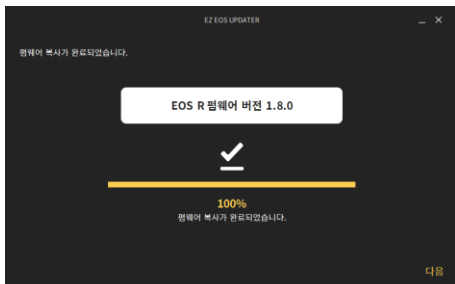 EZ EOS UPDATER
펌웨어 복사가 완료되었습니다.
EOS R 펌웨어 버전 1.8.0
100%
펌웨어 복사가 완료되었습니다.
다음